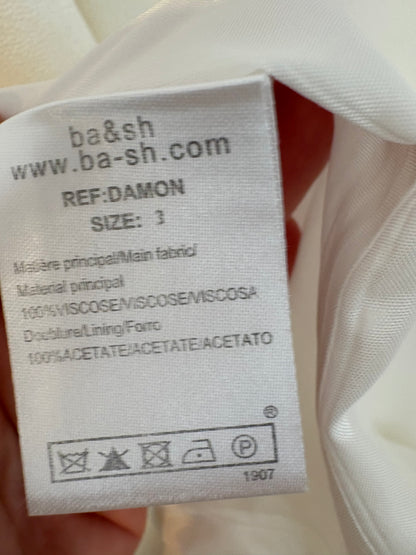 ba&sh
www.ba-sh.com
REF:DAMON
SIZE: 3
Matière principal/Main fabric/
Material principal
100%VISCOSE/VISCOSE/VISCOSA
Doublure/Lining/Forro
100%ACETATE/ACETATE/ACETATO
®
P
1907